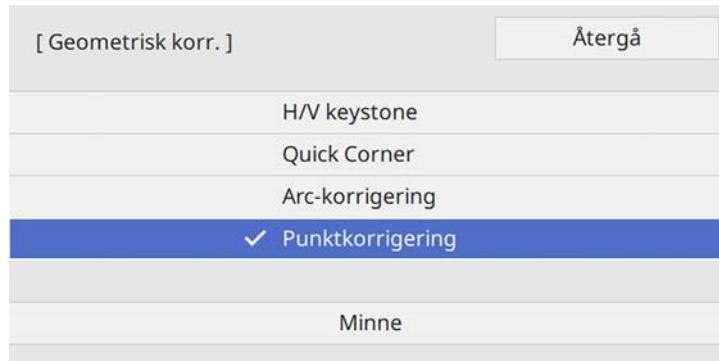 [ Geometrisk korr. ]
Återgå
H/V keystone
Quick Corner
Arc-korrigering
Punktkorrigering
Minne